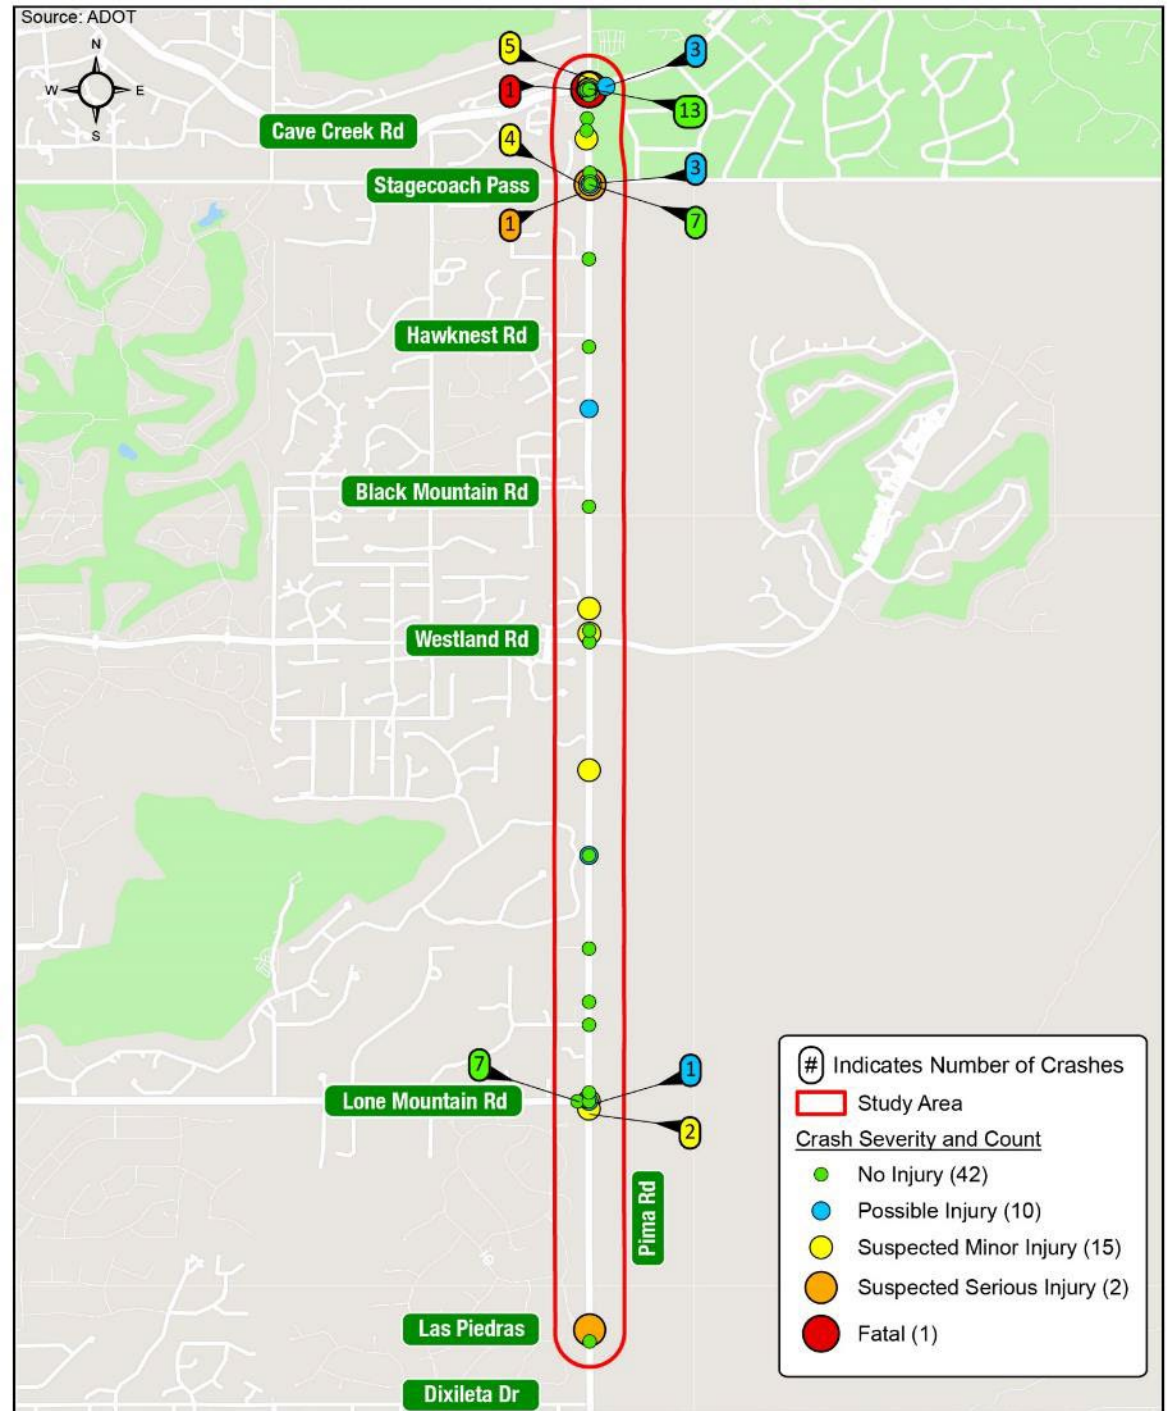 Source: ADOT
N
W
E
S
5
3
1
13
Cave Creek Rd
4
3
Stagecoach Pass
1
7
Hawknest Rd
Black Mountain Rd
Westland Rd
7
1
Lone Mountain Rd
2
Pima Rd
Las Piedras
Dixileta Dr
# Indicates Number of Crashes
Study Area
Crash Severity and Count
No Injury (42)
Possible Injury (10)
Suspected Minor Injury (15)
Suspected Serious Injury (2)
Fatal (1)